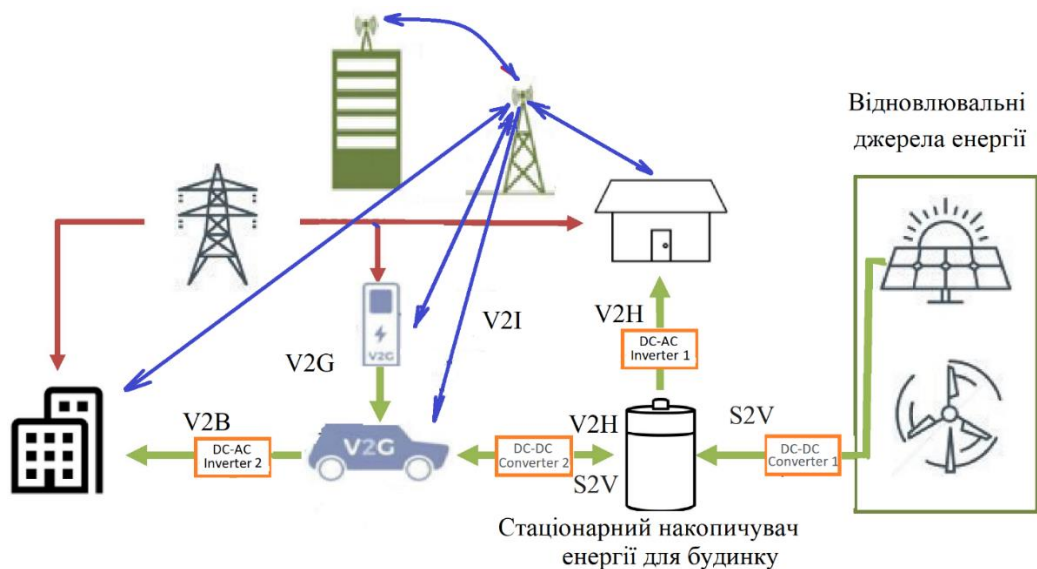 Відновлювальні
джерела енергії
V2I
V2H
DC-AC
Inverter 1
V2G
V2G
V2B
DC-AC
Inverter 2
V2G
V2H
DC-DC
Converter 2
S2V
S2V
DC-DC
Converter 1
Стаціонарний накопичувач
енергії для будинку